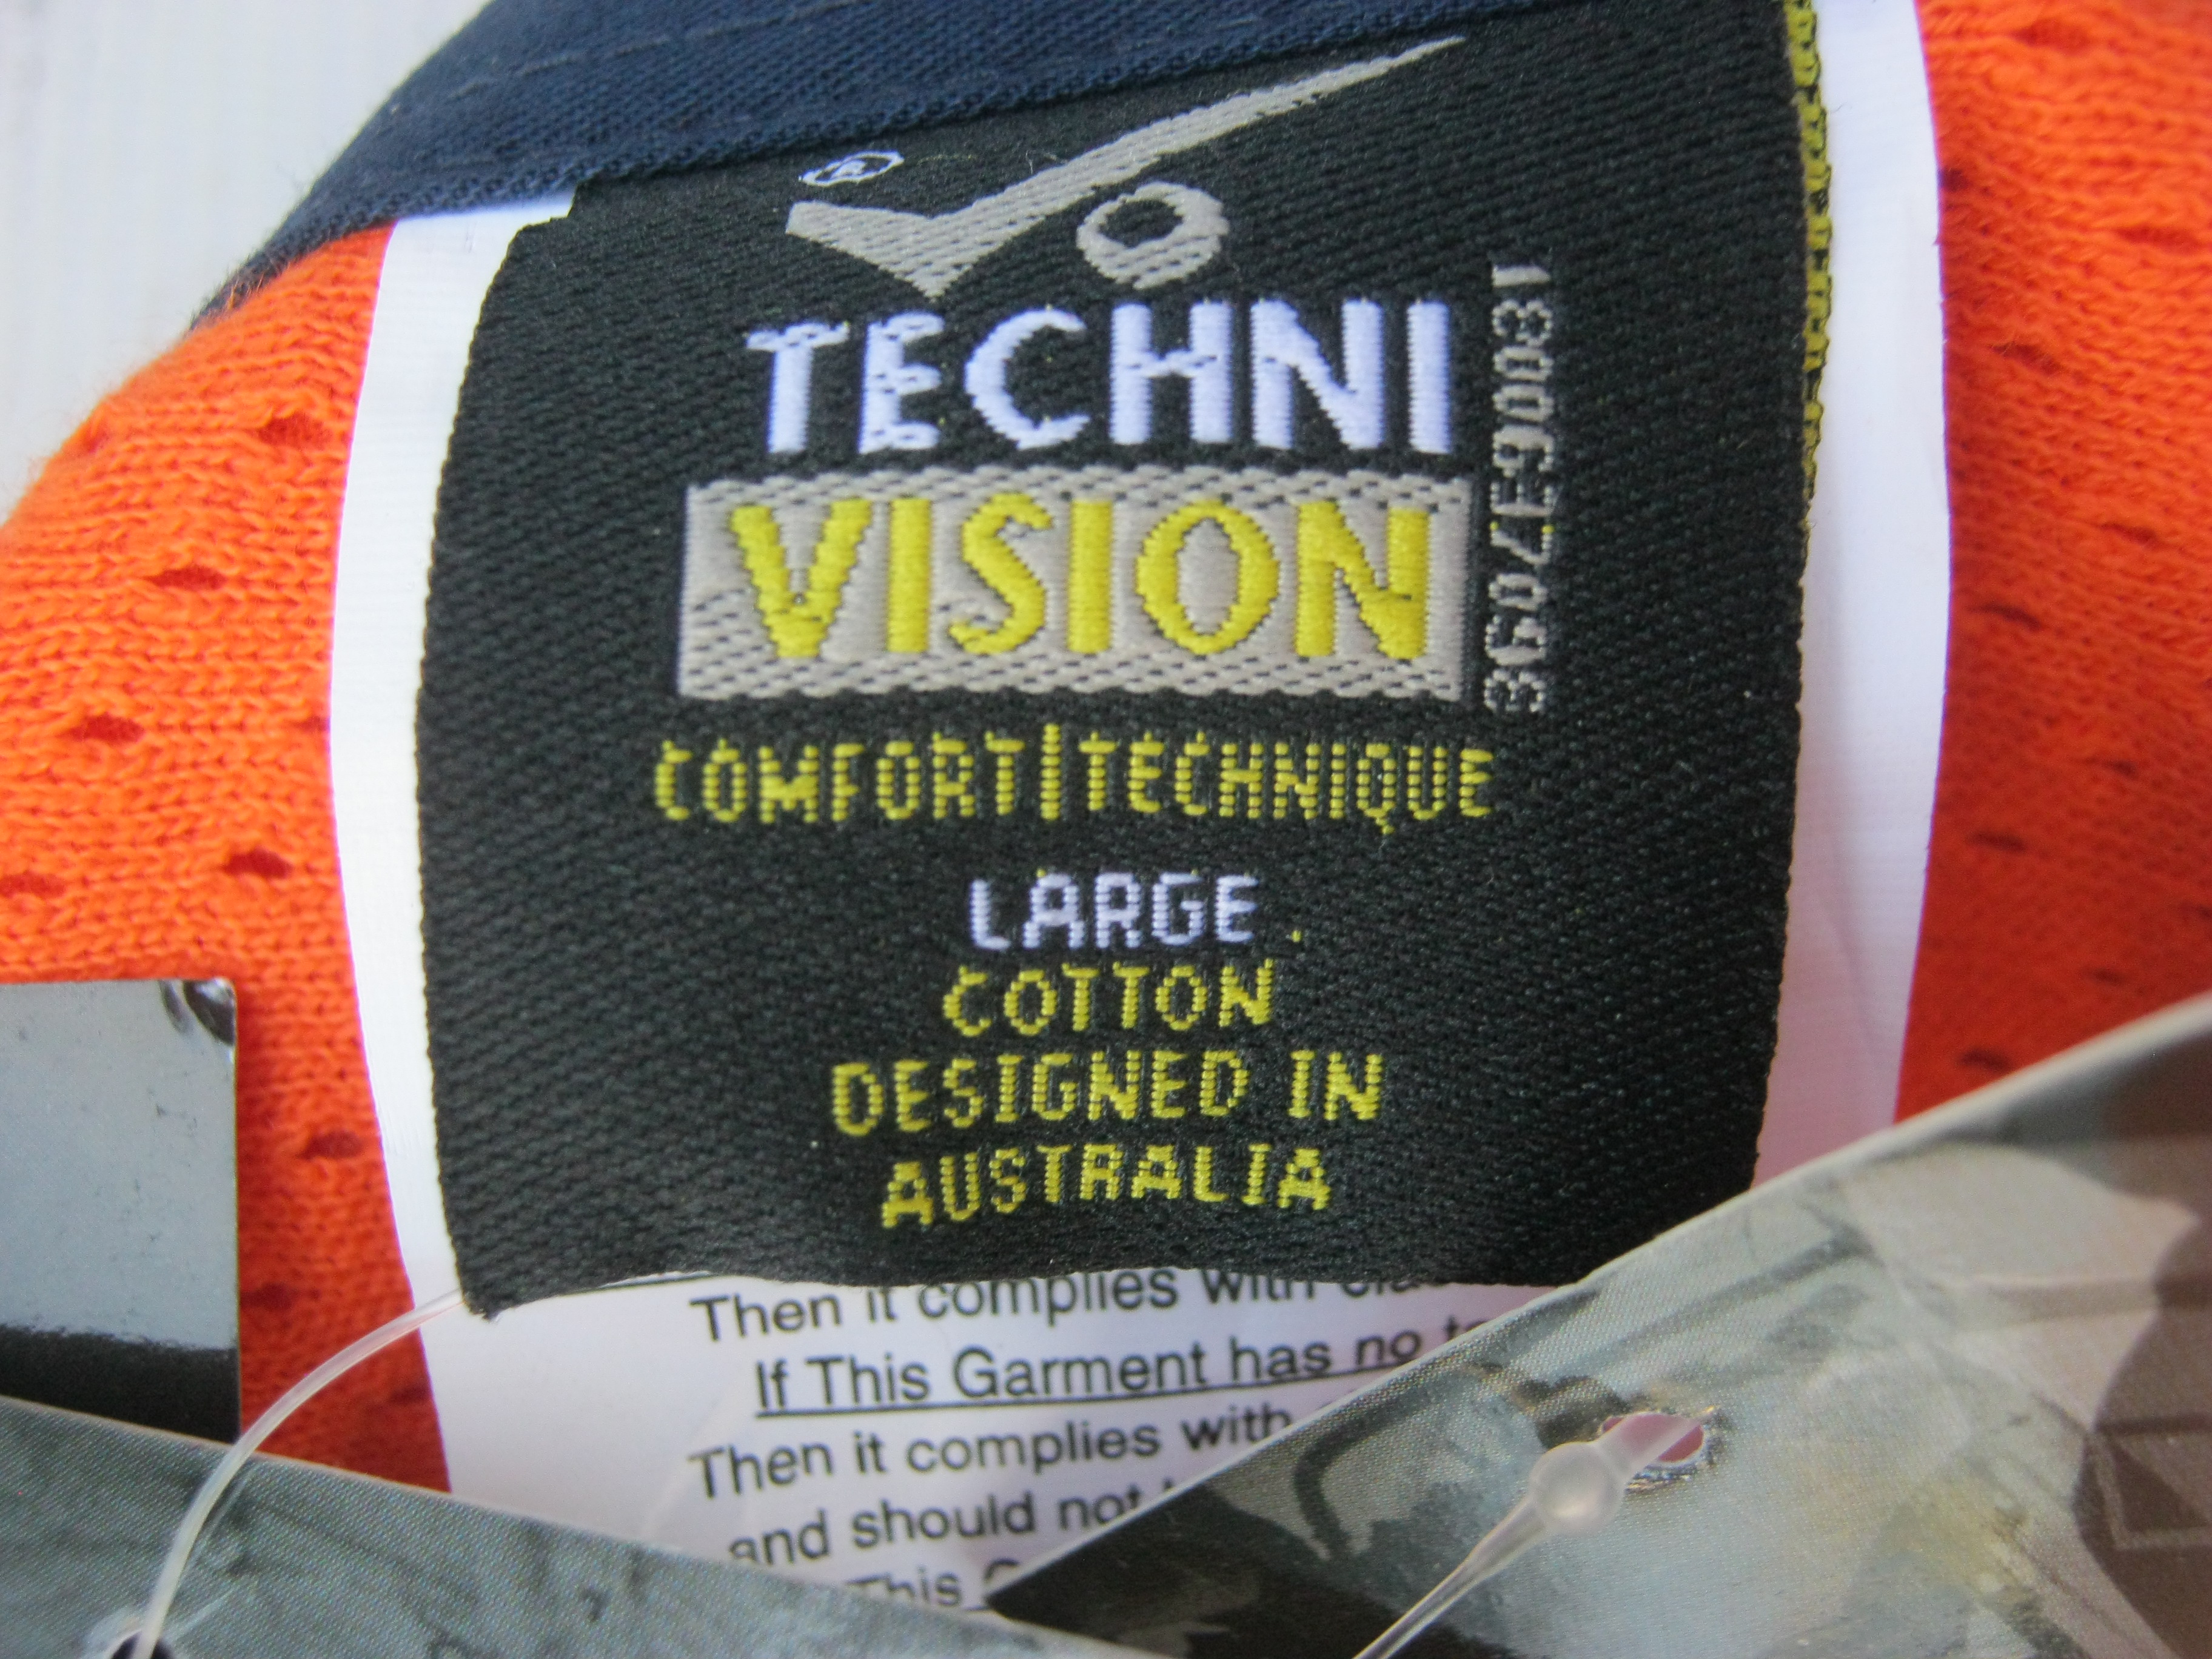 ®
TECHNI
VISION
COMFORT|TECHNIQUE
LARGE
COTTON
DESIGNED IN
AUSTRALIA
Then it complies with
If This Garment has no
Then it complies with
and should not
This